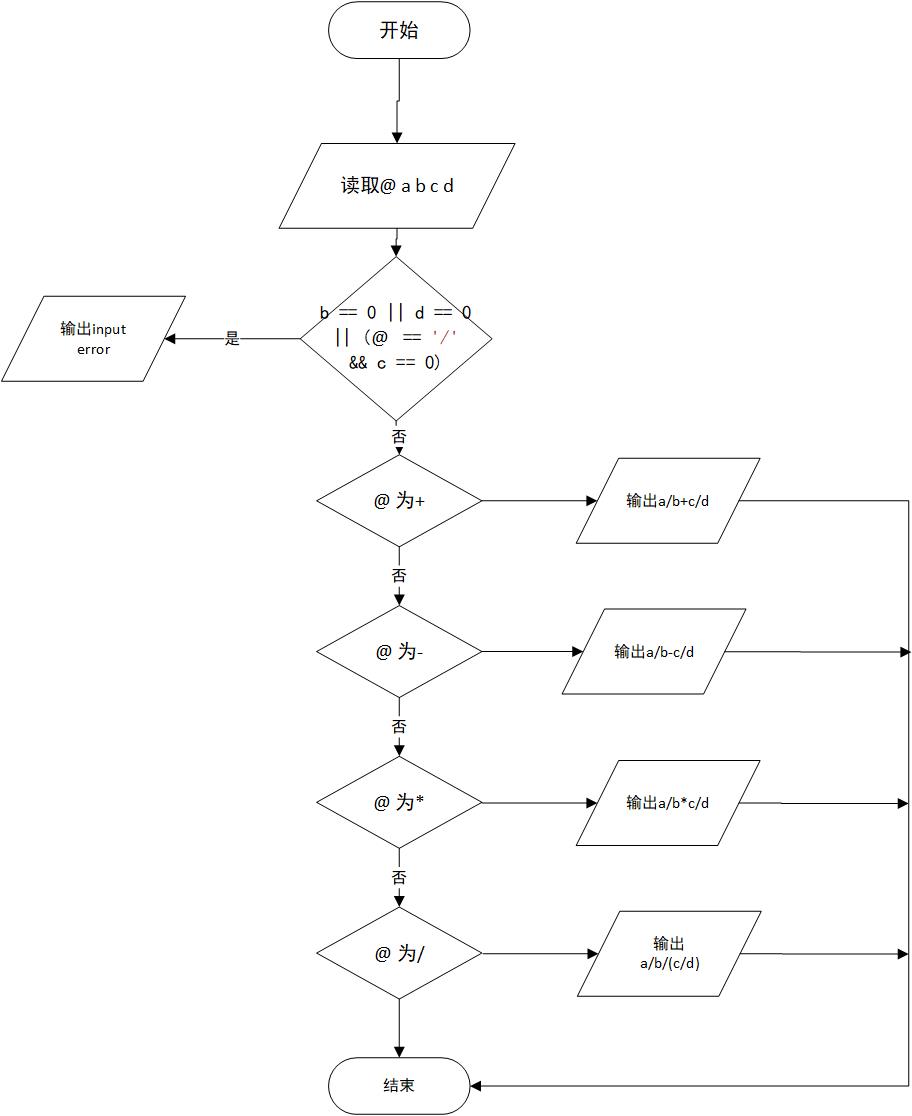 开始
读取@ a b c d
b == 0 || d == 0
|| (@ == '/'
&& c == 0)
是
输出input
error
否
@ 为+
输出a/b+c/d
否
@ 为-
输出a/b-c/d
否
@ 为*
输出a/b*c/d
否
@ 为/
输出
a/b/(c/d)
结束